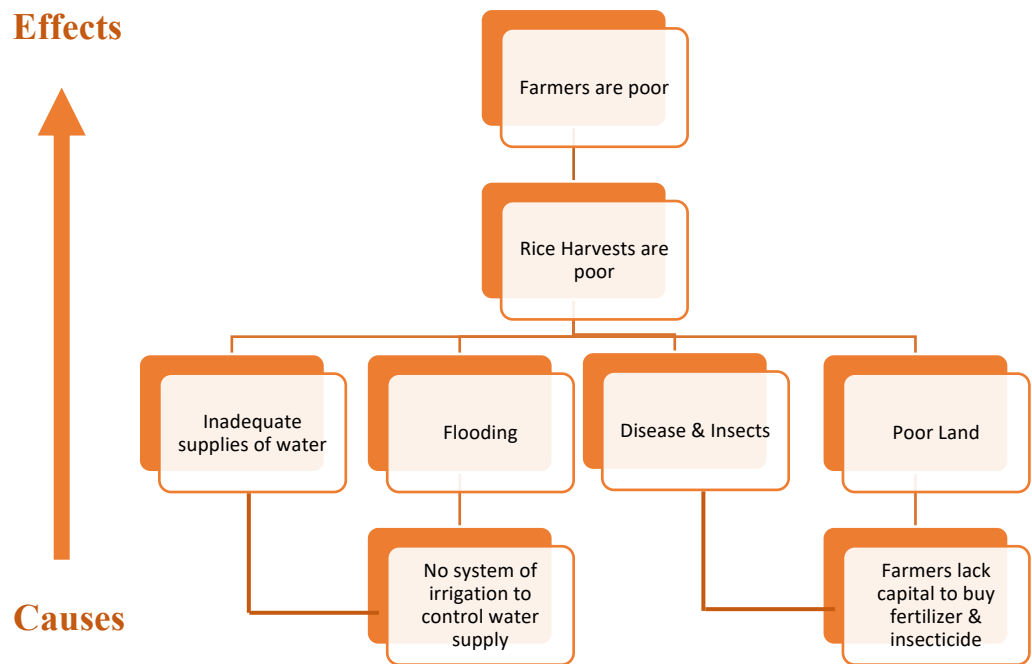 Effects
Farmers are poor
Rice Harvests are
poor
Inadequate
supplies of water
Flooding
Disease & Insects
Poor Land
No system of
irrigation to
control water
supply
Farmers lack
capital to buy
fertilizer &
insecticide
Causes